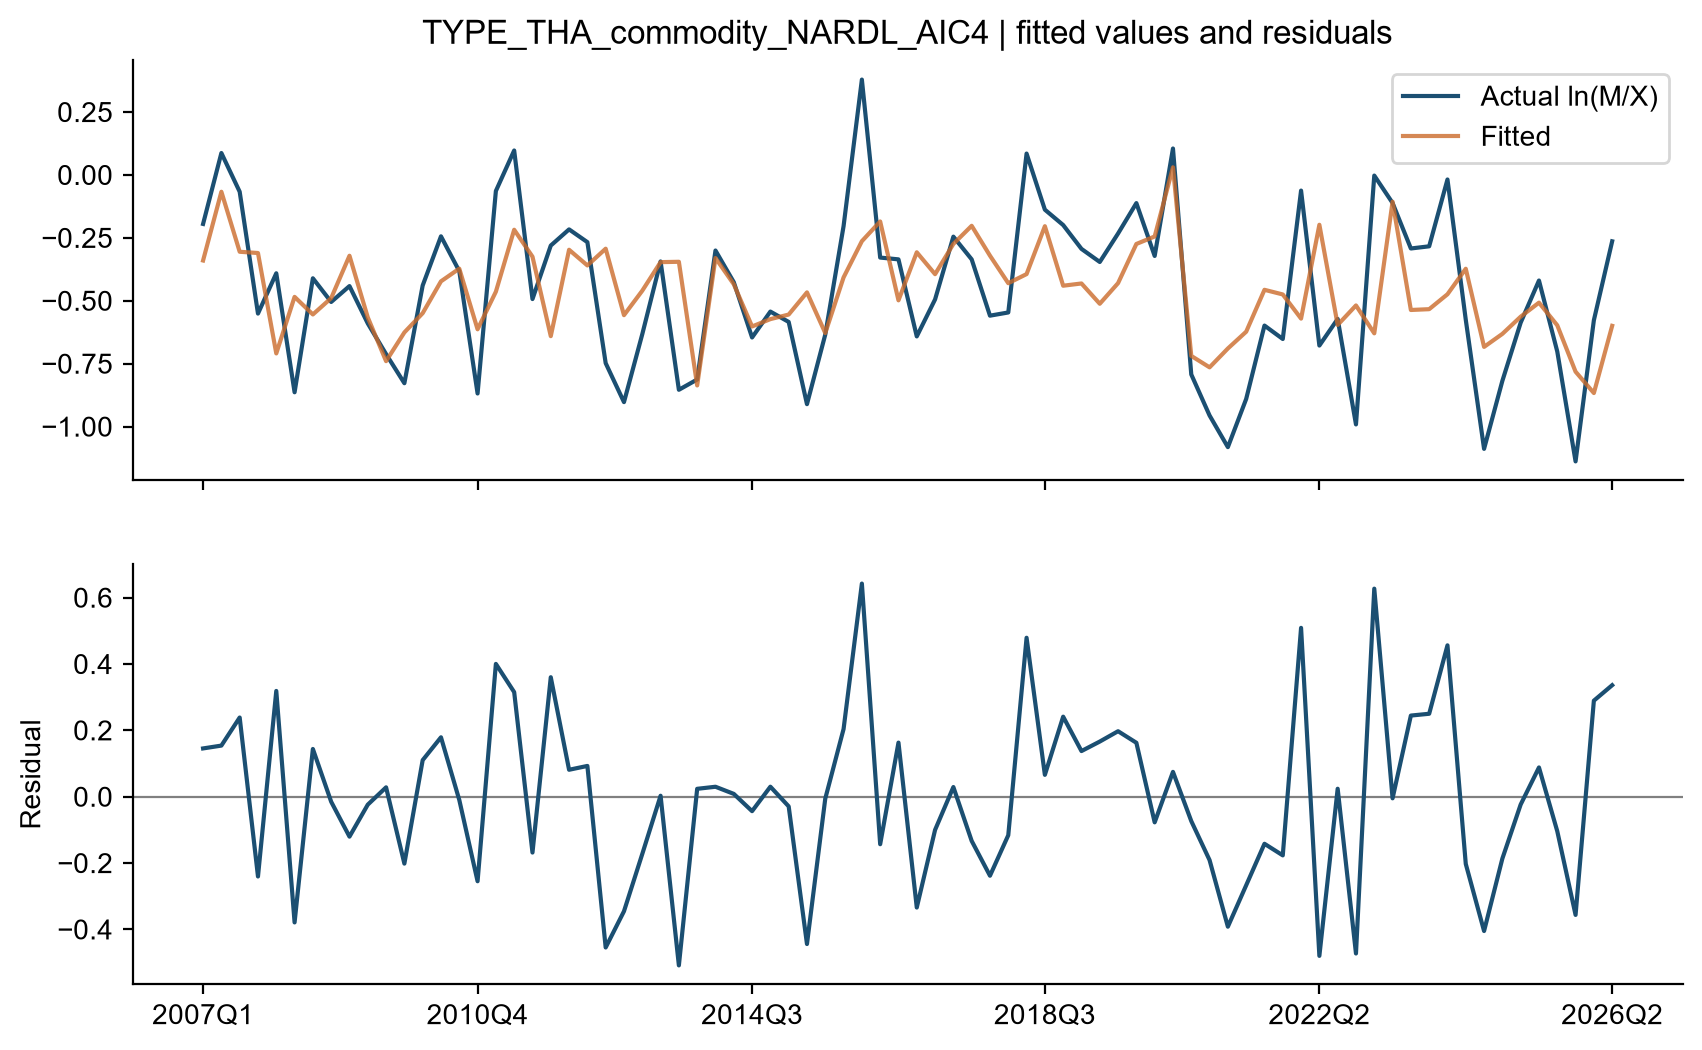 TYPE_THA_commodity_NARDL_AIC4 | fitted values and residuals
Actual ln(M/X)
Fitted
0.25
0.00
−0.25
−0.50
−0.75
−1.00
Residual
0.6
0.4
0.2
0.0
−0.2
−0.4
2007Q1 2010Q4 2014Q3 2018Q3 2022Q2 2026Q2